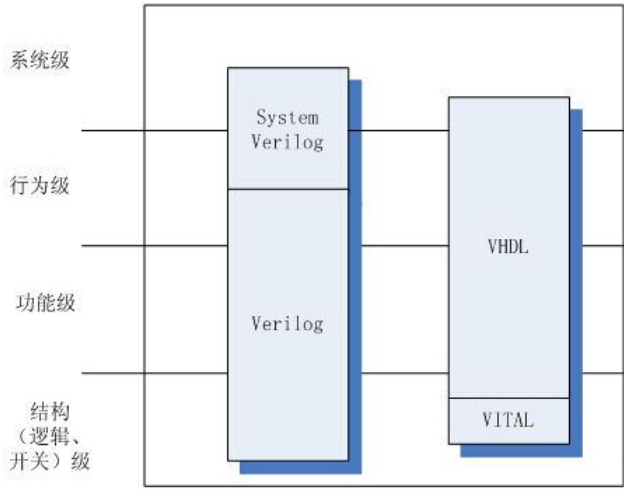 系统级
System
Verilog
行为级
VHDL
功能级
Verilog
结构
（逻辑、
开关）级
VITAL